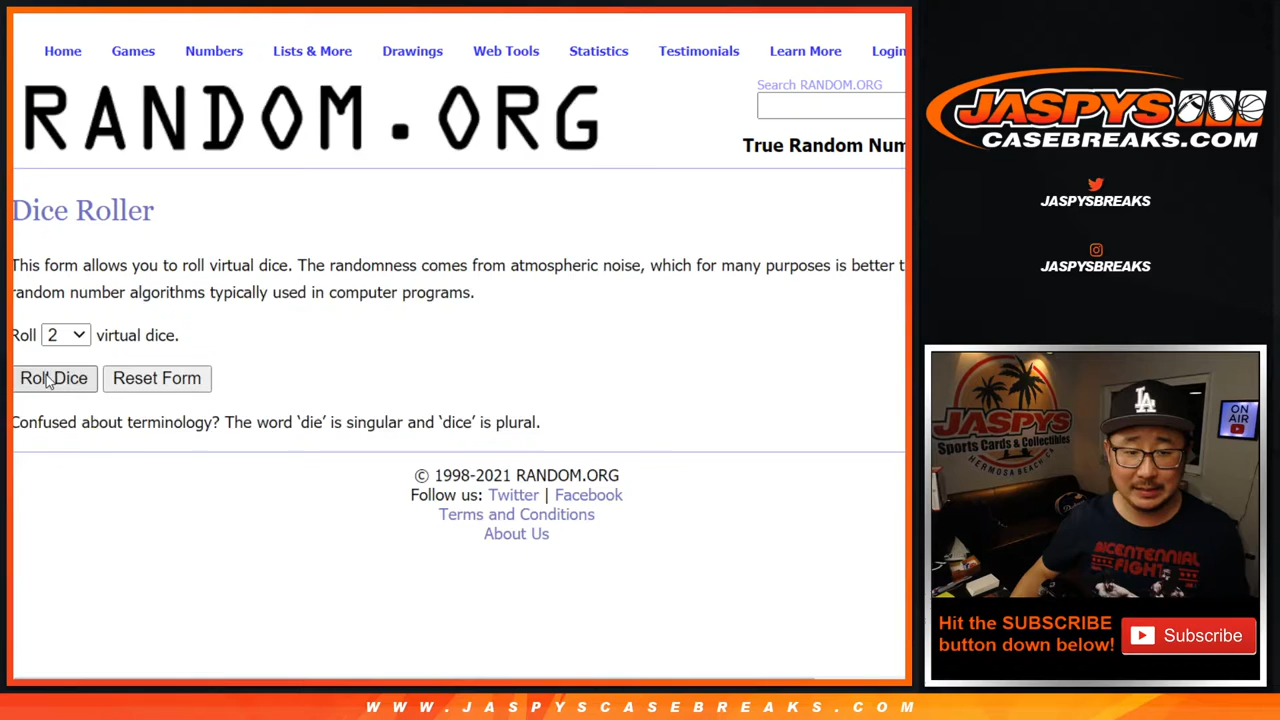 Home Games Numbers Lists & More Drawings Web Tools Statistics Testimonials Learn More Login
RANDOM.ORG
Search RANDOM.ORG
True Random Num
Dice Roller
This form allows you to roll virtual dice. The randomness comes from atmospheric noise, which for many purposes is better t
random number algorithms typically used in computer programs.
Roll 2 virtual dice.
Roll Dice Reset Form
Confused about terminology? The word ‘die’ is singular and ‘dice’ is plural.
© 1998-2021 RANDOM.ORG
Follow us: Twitter | Facebook
Terms and Conditions
About Us
JASPYS
CASEBREAKS.COM
JASPYSBREAKS
JASPYSBREAKS
JASPYS
Sports Cards & Collectibles
HERMOSA BEACH, CA
LA
ON
AIR
BICENTENNIAL
FIGHT
Hit the SUBSCRIBE
button down below!
Subscribe
WWW.JASPYSCASEBREAKS.COM